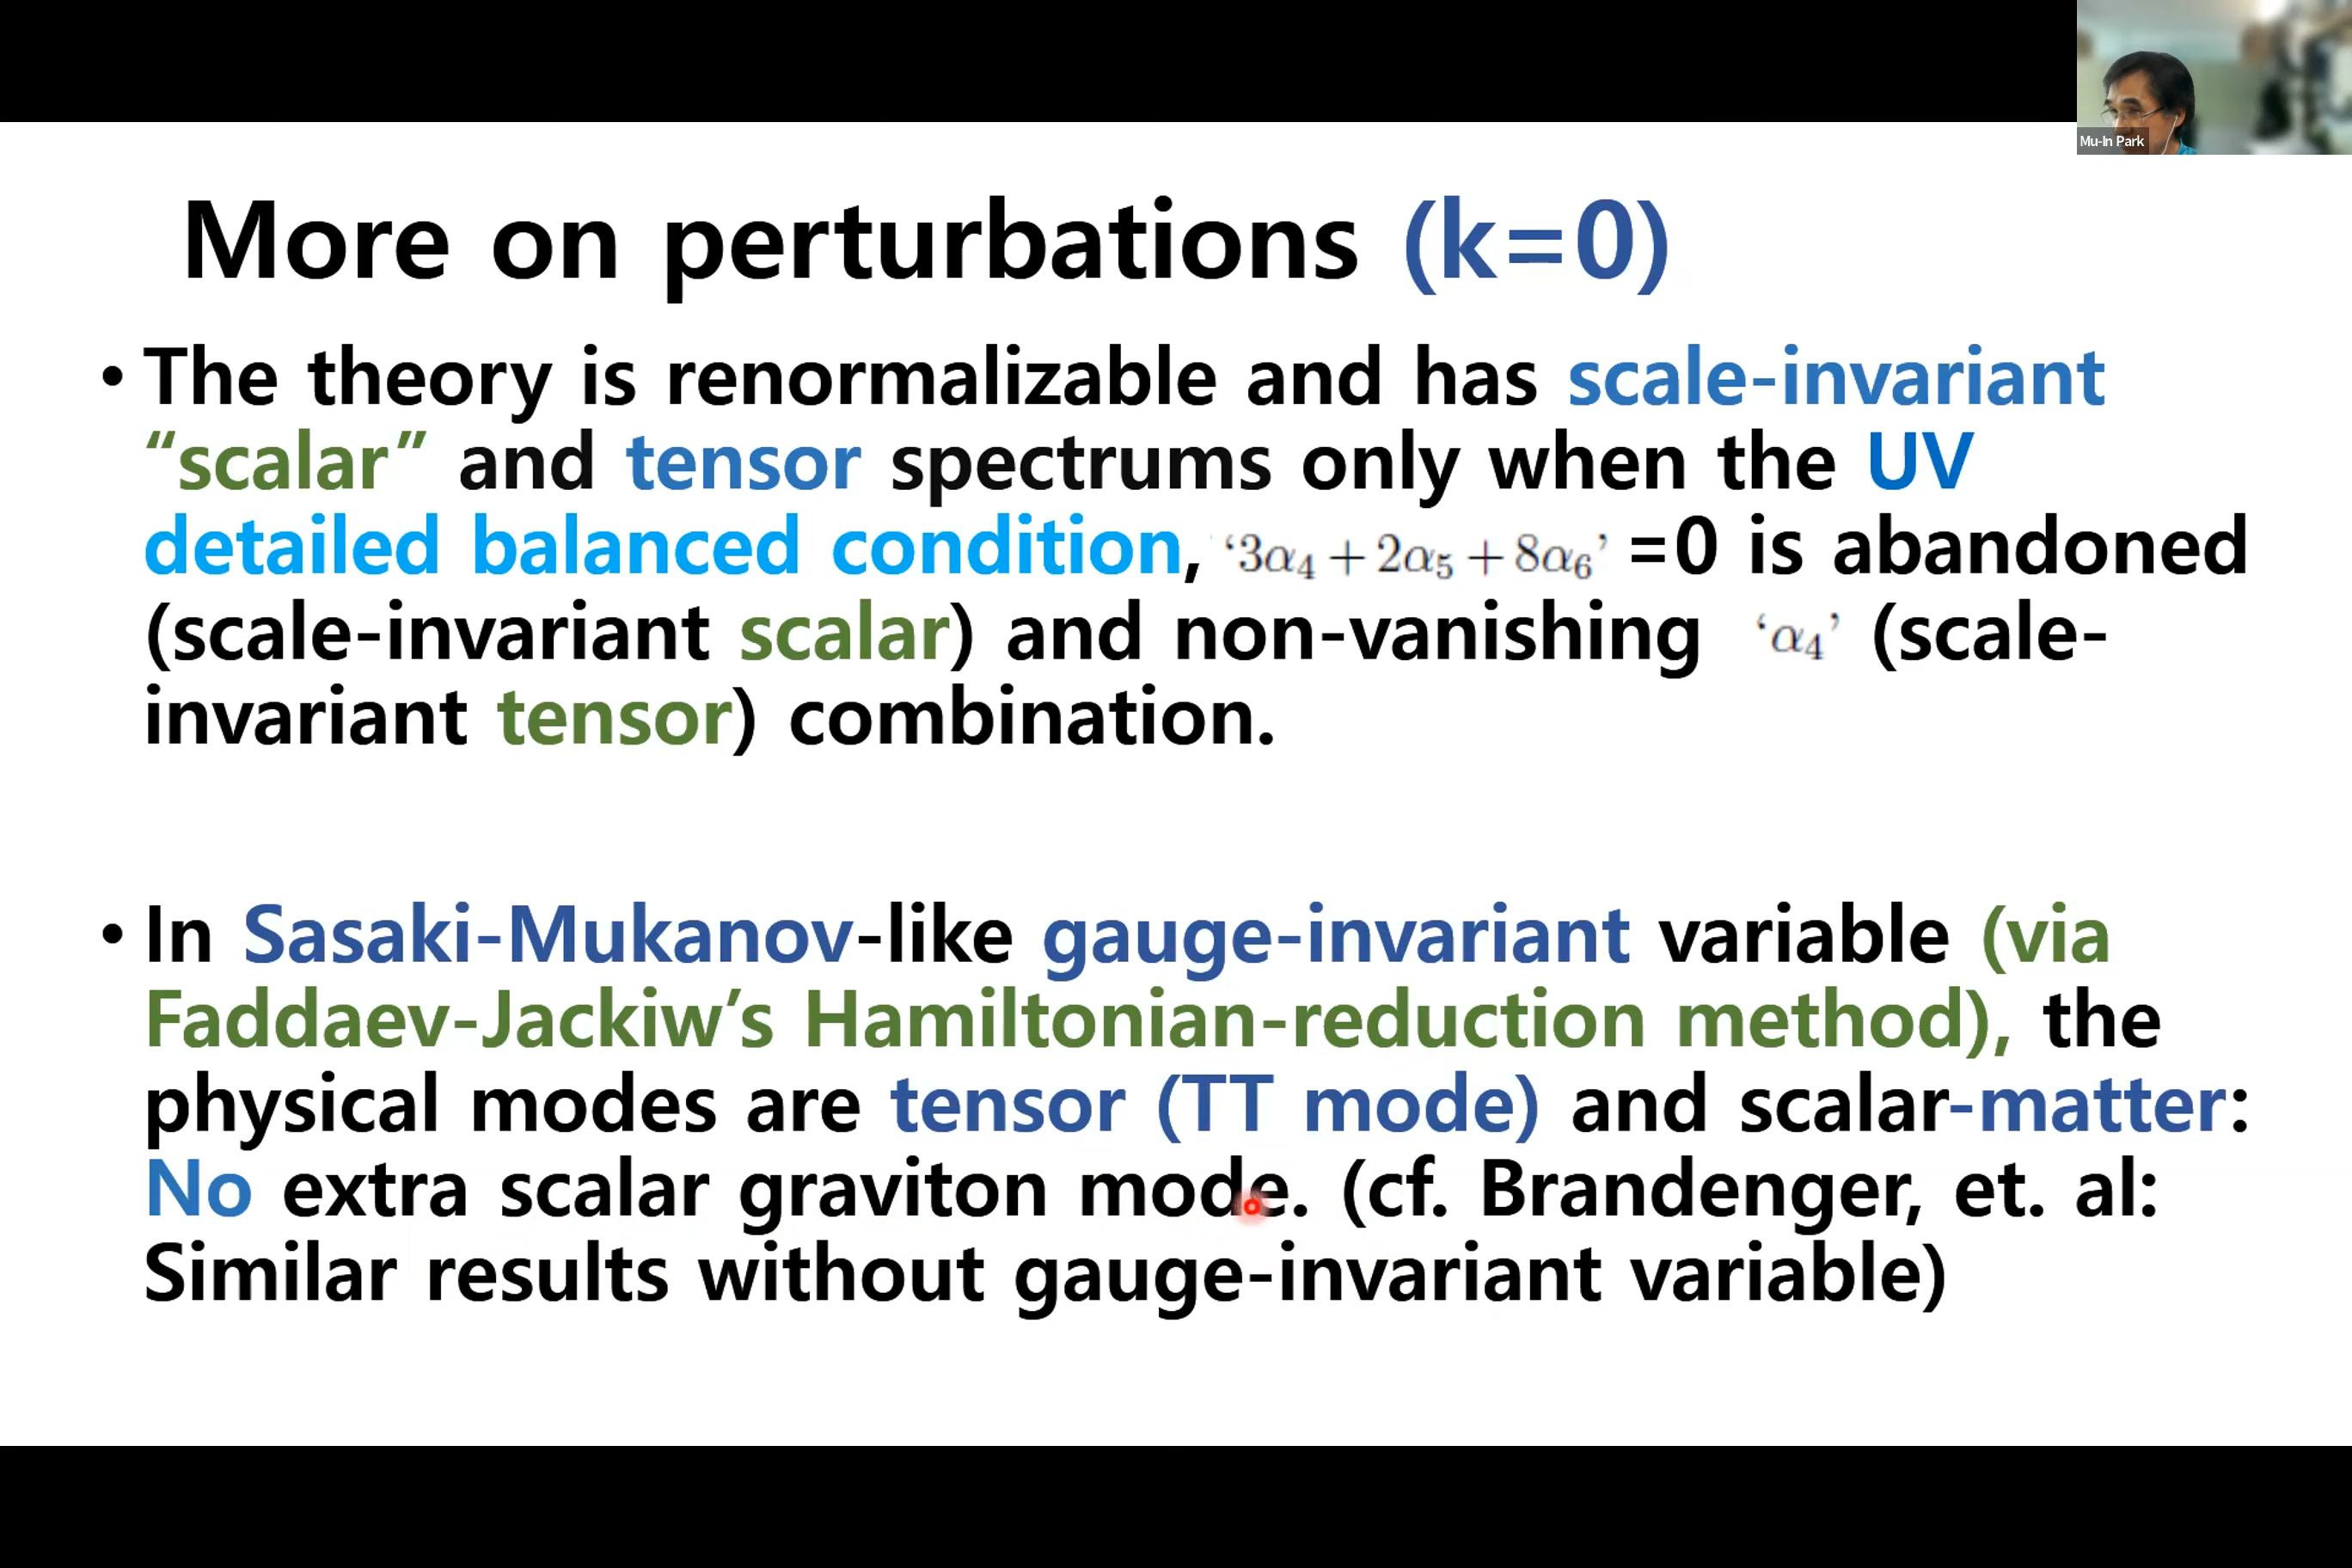 Mu-In Park
More on perturbations (k=0)
• The theory is renormalizable and has scale-invariant
“scalar” and tensor spectrums only when the UV
detailed balanced condition, ‘3α₄ + 2α₅ + 8α₆’ =0 is abandoned
(scale-invariant scalar) and non-vanishing ‘α₄’ (scale-
invariant tensor) combination.
• In Sasaki-Mukanov-like gauge-invariant variable (via
Faddaev-Jackiw’s Hamiltonian-reduction method), the
physical modes are tensor (TT mode) and scalar-matter:
No extra scalar graviton mode. (cf. Brandenger, et. al:
Similar results without gauge-invariant variable)